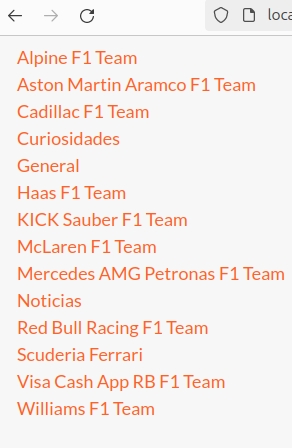 loca
Alpine F1 Team
Aston Martin Aramco F1 Team
Cadillac F1 Team
Curiosidades
General
Haas F1 Team
KICK Sauber F1 Team
McLaren F1 Team
Mercedes AMG Petronas F1 Team
Noticias
Red Bull Racing F1 Team
Scuderia Ferrari
Visa Cash App RB F1 Team
Williams F1 Team